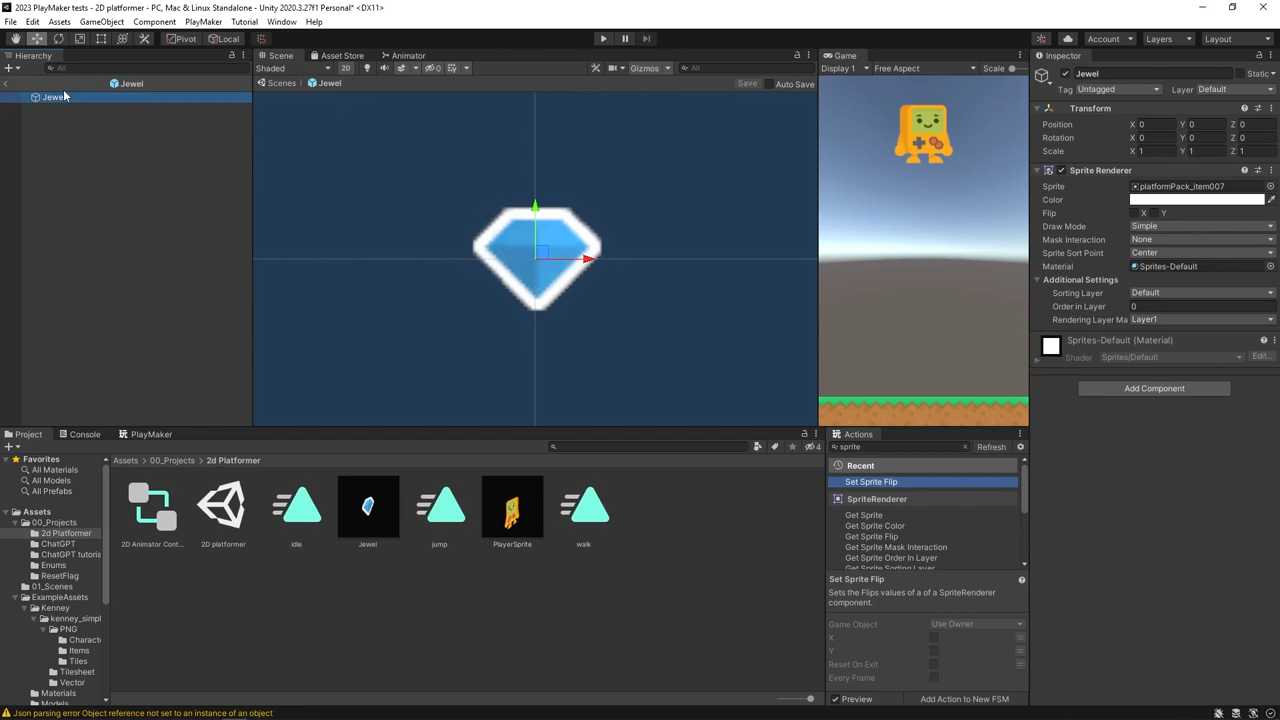 2023 PlayMaker tests - 2D platformer - PC, Mac & Linux Standalone - Unity 2020.3.27f1 Personal* <DX11>
File Edit Assets GameObject Component PlayMaker Tutorial Window Help
Pivot Local Account Layers Layout
Hierarchy Scene Asset Store Animator Game Inspector
All Shaded 2D 0 Gizmos All Display 1 Free Aspect Scale
Jewel Static
Tag Untagged Layer Default
Jewel Scenes Jewel Save Auto Save
Jewel
Transform
Position X 0 Y 0 Z 0
Rotation X 0 Y 0 Z 0
Scale X 1 Y 1 Z 1
Sprite Renderer
Sprite platformPack_item007
Color
Flip X Y
Draw Mode Simple
Mask Interaction None
Sprite Sort Point Center
Material Sprites-Default
Additional Settings
Sorting Layer Default
Order in Layer 0
Rendering Layer Ma Layer1
Sprites-Default (Material)
Shader Sprites/Default Edit...
Add Component
Project Console PlayMaker
4
Favorites
All Materials
All Models
All Prefabs
Assets
00_Projects
2d Platformer
ChatGPT
ChatGPT tutoria
Enums
ResetFlag
01_Scenes
ExampleAssets
Kenney
kenney_simpl
PNG
Characte
Items
Tiles
Tilesheet
Vector
Materials
Models
Assets > 00_Projects > 2d Platformer
2D Animator Cont... 2D platformer idle Jewel jump PlayerSprite walk
Actions
sprite Refresh
Recent
Set Sprite Flip
SpriteRenderer
Get Sprite
Get Sprite Color
Get Sprite Flip
Get Sprite Mask Interaction
Get Sprite Order In Layer
Get Sprite Sorting Layer
Set Sprite Flip
Sets the Flips values of a of a SpriteRenderer
component.
Game Object Use Owner
X
Y
Reset On Exit
Every Frame
Preview Add Action to New FSM
Json parsing error Object reference not set to an instance of an object